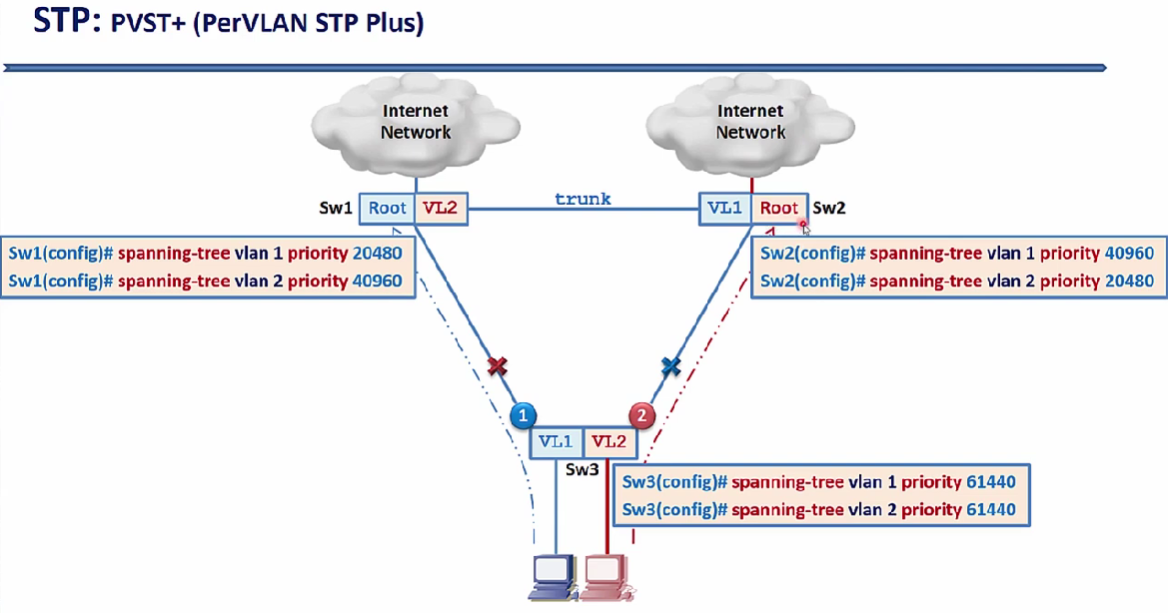 STP: PVST+ (PerVLAN STP Plus)
Internet
Network
Internet
Network
Sw1
Root
VL2
trunk
VL1
Root
Sw2
Sw1(config)# spanning-tree vlan 1 priority 20480
Sw1(config)# spanning-tree vlan 2 priority 40960
Sw2(config)# spanning-tree vlan 1 priority 40960
Sw2(config)# spanning-tree vlan 2 priority 20480
1
2
VL1
VL2
Sw3
Sw3(config)# spanning-tree vlan 1 priority 61440
Sw3(config)# spanning-tree vlan 2 priority 61440